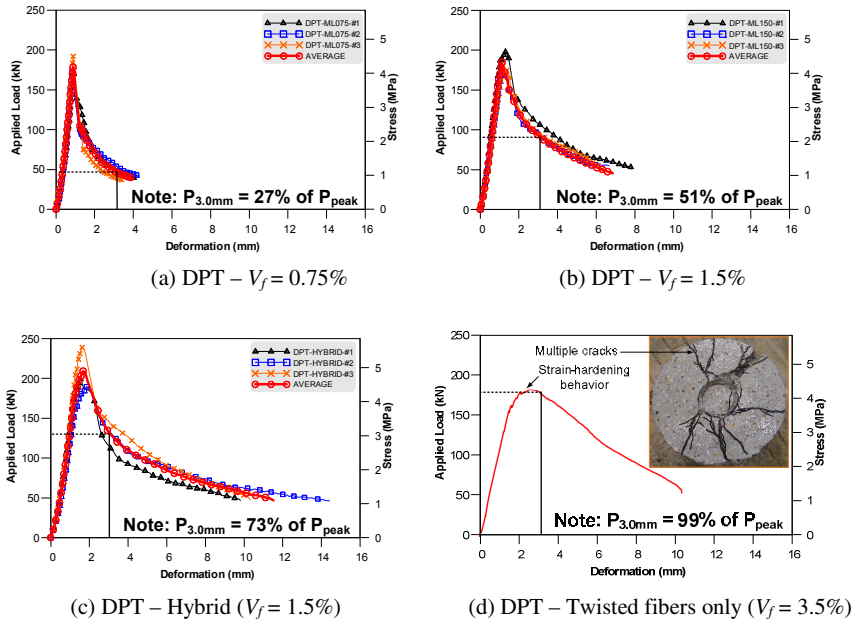 250
200
150
100
50
0
Applied Load (kN)
0 2 4 6 8 10 12 14 16
Deformation (mm)
5
4
3
2
1
0
Stress (MPa)
DPT-ML075-#1
DPT-ML075-#2
DPT-ML075-#3
AVERAGE
Note: P3.0mm = 27% of Ppeak
(a) DPT – Vf = 0.75%
250
200
150
100
50
0
Applied Load (kN)
0 2 4 6 8 10 12 14 16
Deformation (mm)
5
4
3
2
1
0
Stress (MPa)
DPT-ML150-#1
DPT-ML150-#2
DPT-ML150-#3
AVERAGE
Note: P3.0mm = 51% of Ppeak
(b) DPT – Vf = 1.5%
250
200
150
100
50
0
Applied Load (kN)
0 2 4 6 8 10 12 14 16
Deformation (mm)
5
4
3
2
1
0
Stress (MPa)
DPT-HYBRID-#1
DPT-HYBRID-#2
DPT-HYBRID-#3
AVERAGE
Note: P3.0mm = 73% of Ppeak
(c) DPT – Hybrid (Vf = 1.5%)
250
200
150
100
50
0
Applied Load (kN)
0 2 4 6 8 10 12 14 16
Deformation (mm)
5
4
3
2
1
0
Stress (MPa)
Multiple cracks
Strain-hardening
behavior
Note: P3.0mm = 99% of Ppeak
(d) DPT – Twisted fibers only (Vf = 3.5%)